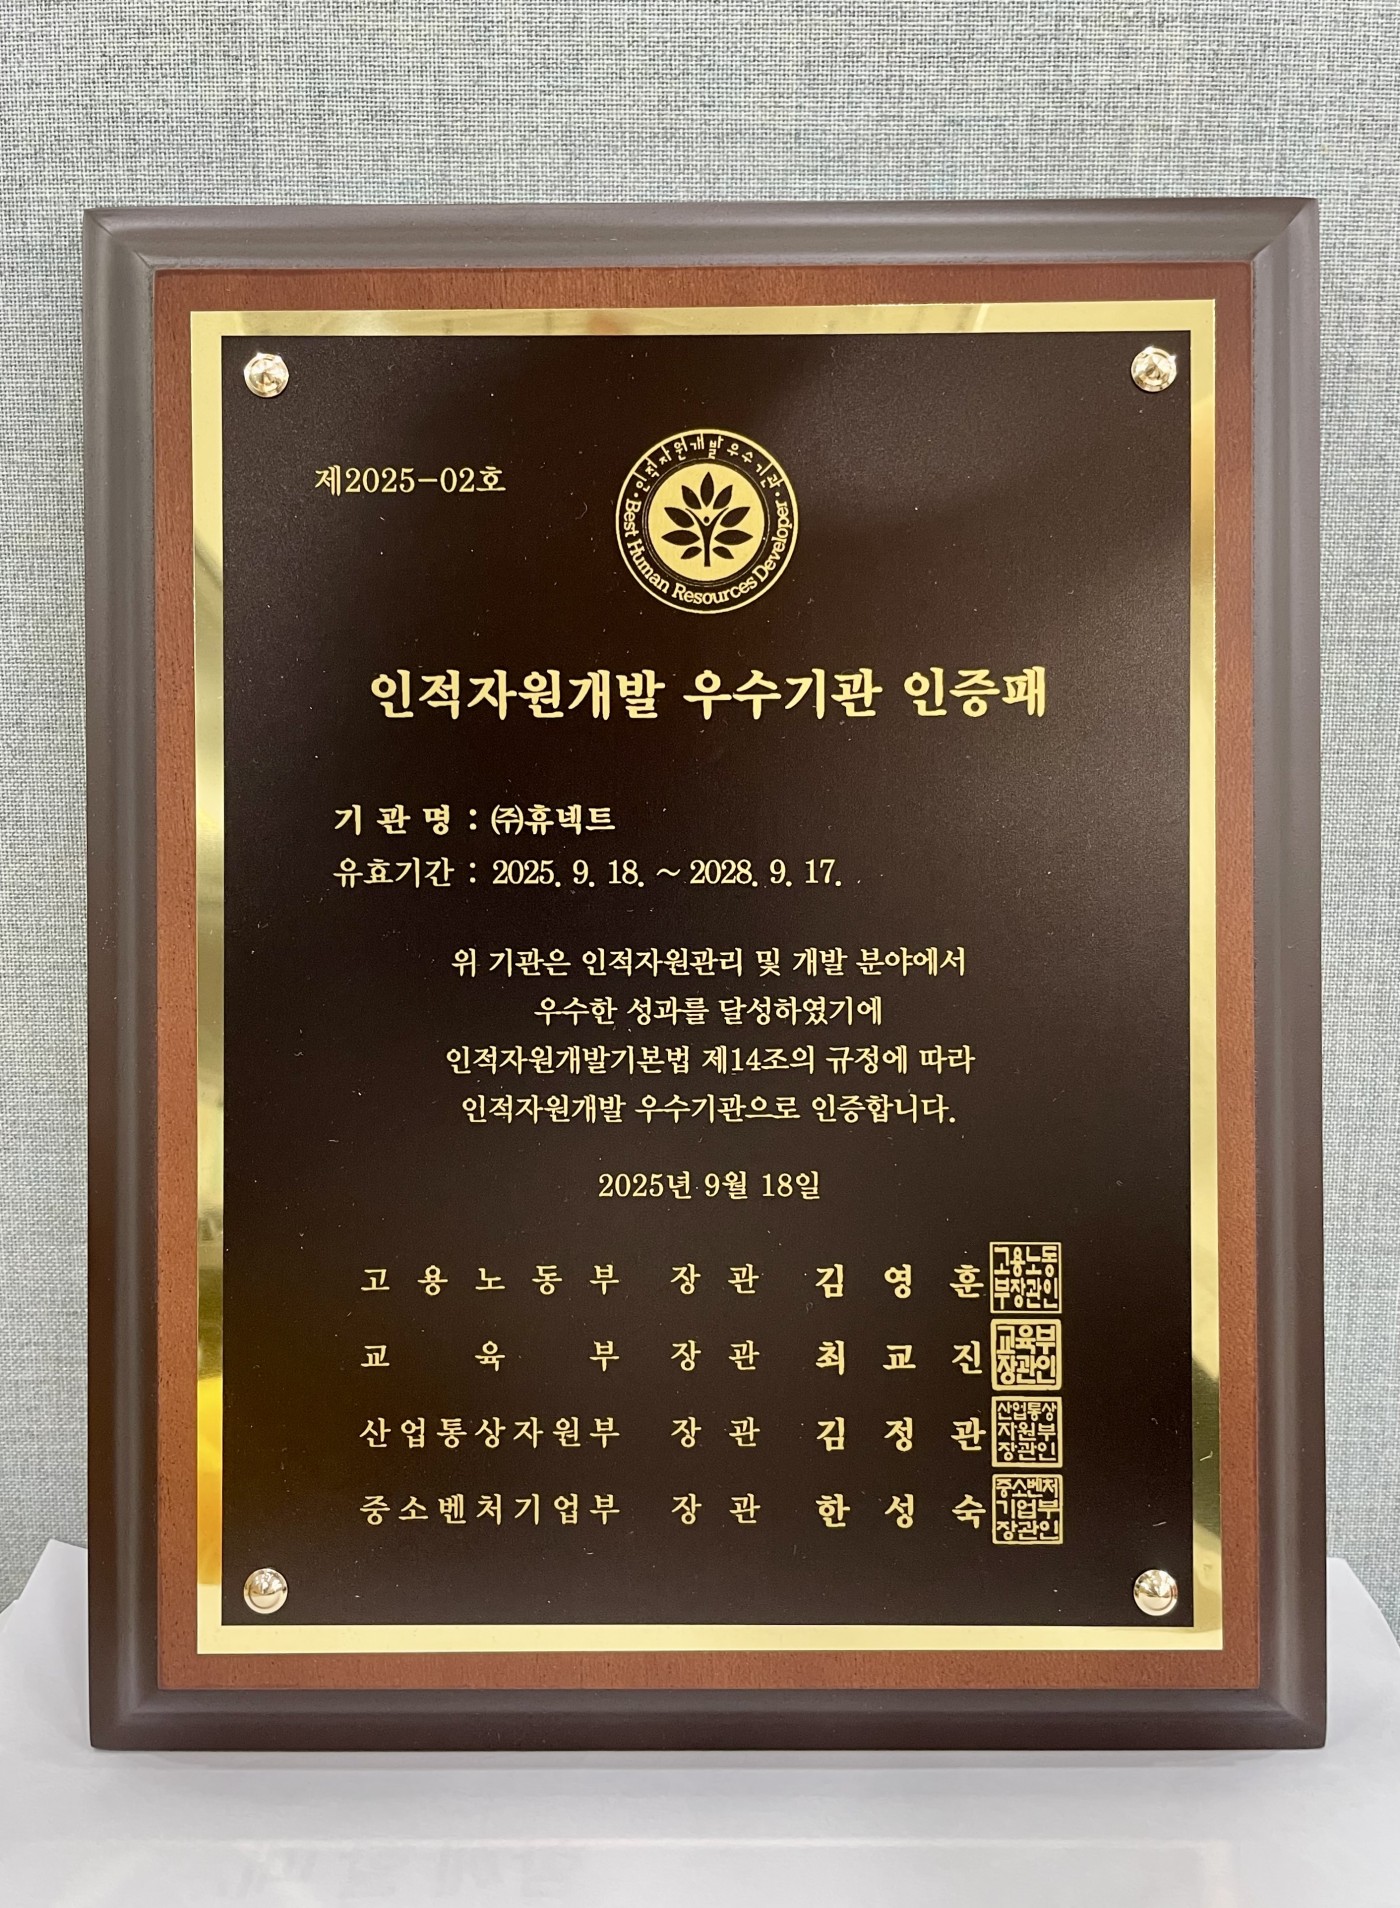 제2025-02호
인적자원개발 우수기관
Best Human Resources Developer
인적자원개발 우수기관 인증패
기 관 명 : ㈜휴넥트
유효기간 : 2025. 9. 18. ~ 2028. 9. 17.
위 기관은 인적자원관리 및 개발 분야에서
우수한 성과를 달성하였기에
인적자원개발기본법 제14조의 규정에 따라
인적자원개발 우수기관으로 인증합니다.
2025년 9월 18일
고 용 노 동 부 장 관 김 영 훈 고용노동
부장관인
교 육 부 장 관 최 교 진 교육부
장관인
산업통상자원부 장 관 김 정 관 산업통상
자원부
장관인
중소벤처기업부 장 관 한 성 숙 중소벤처
기업부
장관인